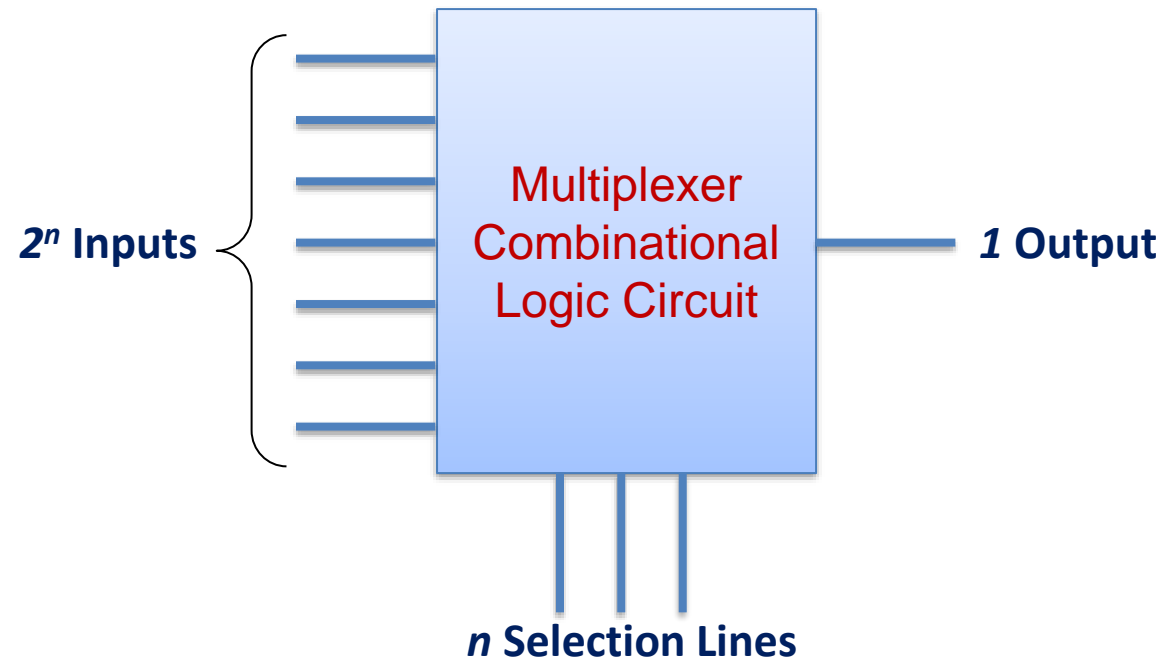 Multiplexer
Combinational
Logic Circuit
2ⁿ Inputs
1 Output
n Selection Lines